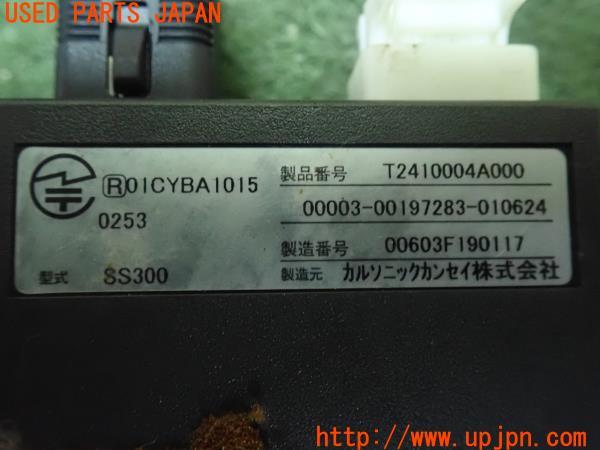 USED PARTS JAPAN
R01CYBA1015
0253
型式 SS300
製品番号 T2410004A000
00003-00197283-010624
製造番号 00603F190117
製造元 カルソニックカンセイ株式会社
http://www.upjpn.com/